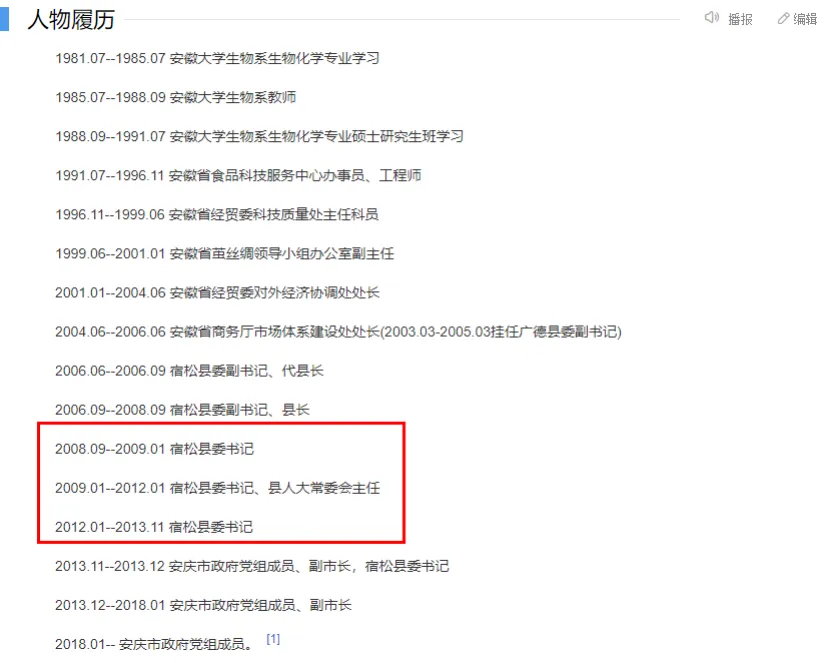 人物履历
播报
编辑
1981.07--1985.07 安徽大学生物系生物化学专业学习
1985.07--1988.09 安徽大学生物系教师
1988.09--1991.07 安徽大学生物系生物化学专业硕士研究生班学习
1991.07--1996.11 安徽省食品科技服务中心办事员、工程师
1996.11--1999.06 安徽省经贸委科技质量处主任科员
1999.06--2001.01 安徽省茧丝绸领导小组办公室副主任
2001.01--2004.06 安徽省经贸委对外经济协调处处长
2004.06--2006.06 安徽省商务厅市场体系建设处处长(2003.03-2005.03挂任广德县委副书记)
2006.06--2006.09 宿松县委副书记、代县长
2006.09--2008.09 宿松县委副书记、县长
2008.09--2009.01 宿松县委书记
2009.01--2012.01 宿松县委书记、县人大常委会主任
2012.01--2013.11 宿松县委书记
2013.11--2013.12 安庆市政府党组成员、副市长，宿松县委书记
2013.12--2018.01 安庆市政府党组成员、副市长
2018.01-- 安庆市政府党组成员。 [1]